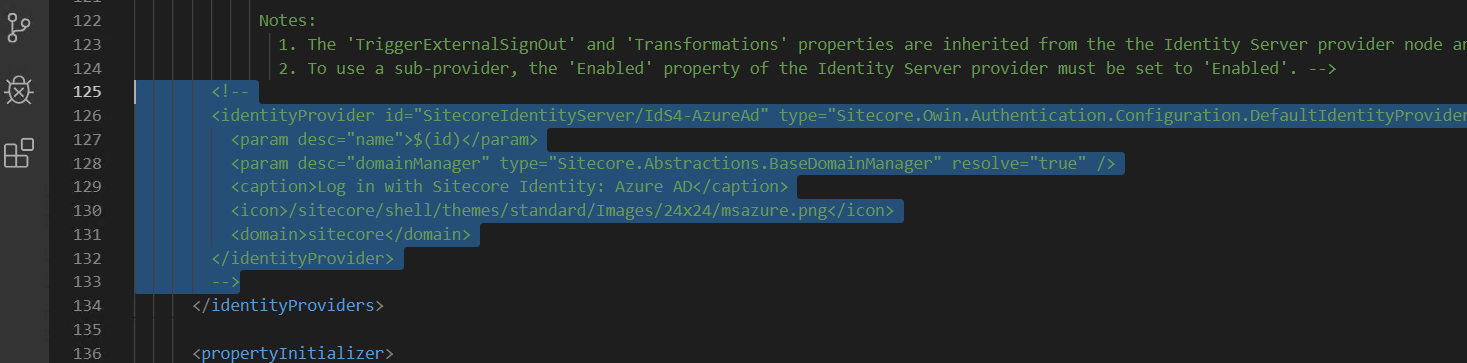 122 Notes:
123 1. The 'TriggerExternalSignOut' and 'Transformations' properties are inherited from the the Identity Server provider node an
124 2. To use a sub-provider, the 'Enabled' property of the Identity Server provider must be set to 'Enabled'. -->
125 <!--
126 <identityProvider id="SitecoreIdentityServer/IdS4-AzureAd" type="Sitecore.Owin.Authentication.Configuration.DefaultIdentityProvider
127 <param desc="name">$(id)</param>
128 <param desc="domainManager" type="Sitecore.Abstractions.BaseDomainManager" resolve="true" />
129 <caption>Log in with Sitecore Identity: Azure AD</caption>
130 <icon>/sitecore/shell/themes/standard/Images/24x24/msazure.png</icon>
131 <domain>sitecore</domain>
132 </identityProvider>
133 -->
134 </identityProviders>
135
136 <propertyInitializer>